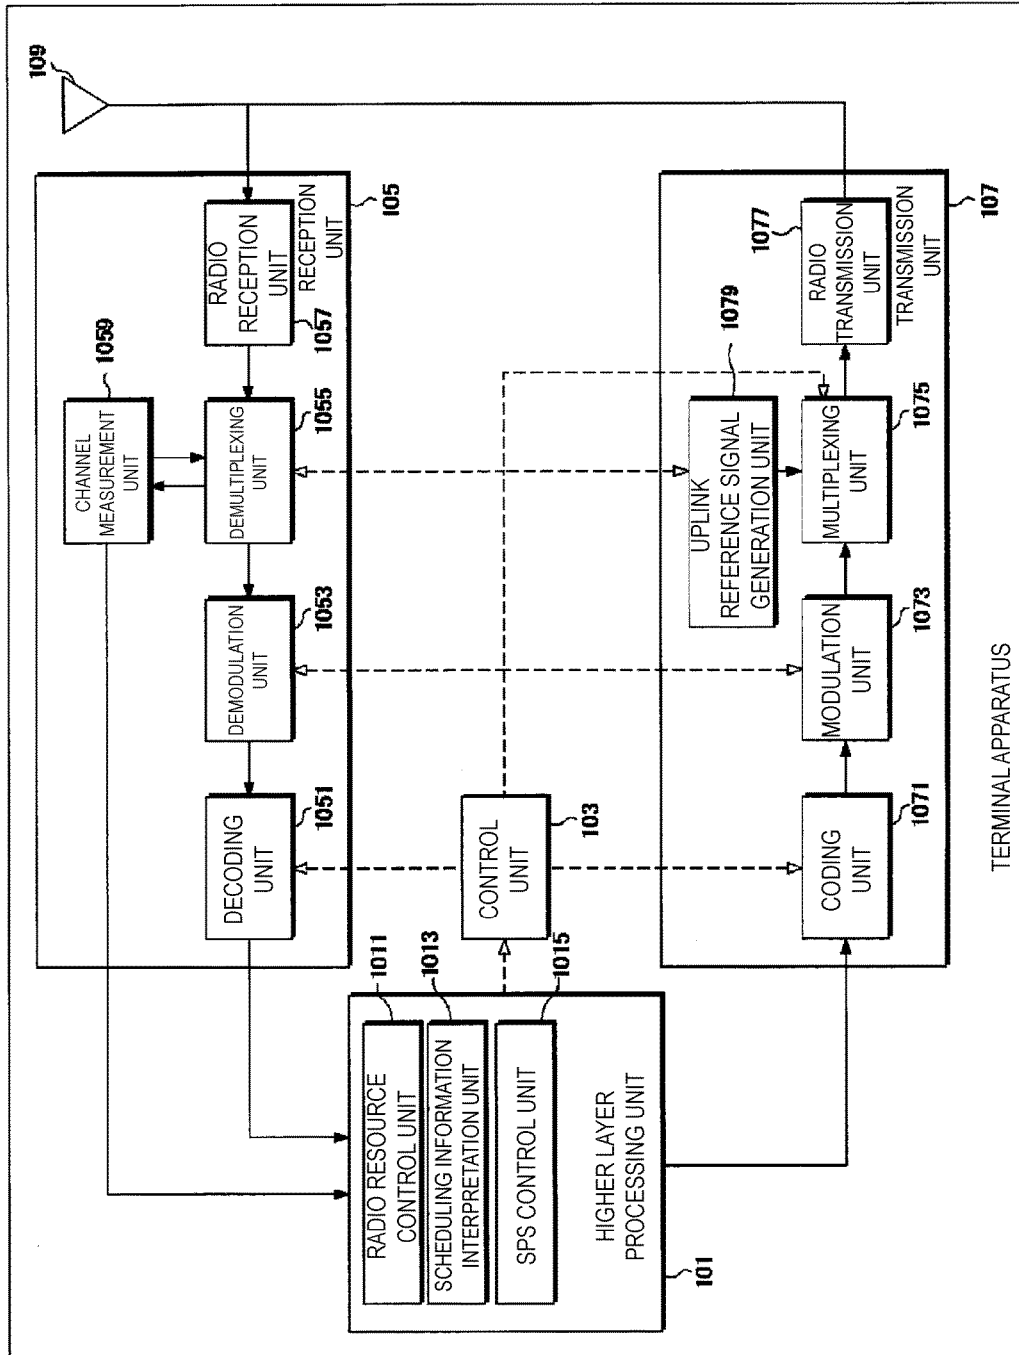 109
105
RECEPTION
UNIT
RADIO
RECEPTION
UNIT
1057
1059
CHANNEL
MEASUREMENT
UNIT
DEMULTIPLEXING
UNIT
1055
DEMODULATION
UNIT
1053
DECODING
UNIT
1051
CONTROL
UNIT
103
RADIO RESOURCE
CONTROL UNIT
1011
SCHEDULING INFORMATION
INTERPRETATION UNIT
1013
SPS CONTROL UNIT
1015
HIGHER LAYER
PROCESSING UNIT
101
CODING
UNIT
1071
MODULATION
UNIT
1073
MULTIPLEXING
UNIT
1075
UPLINK
REFERENCE SIGNAL
GENERATION UNIT
1079
RADIO
TRANSMISSION
UNIT
1077
TRANSMISSION
UNIT
107
TERMINAL APPARATUS